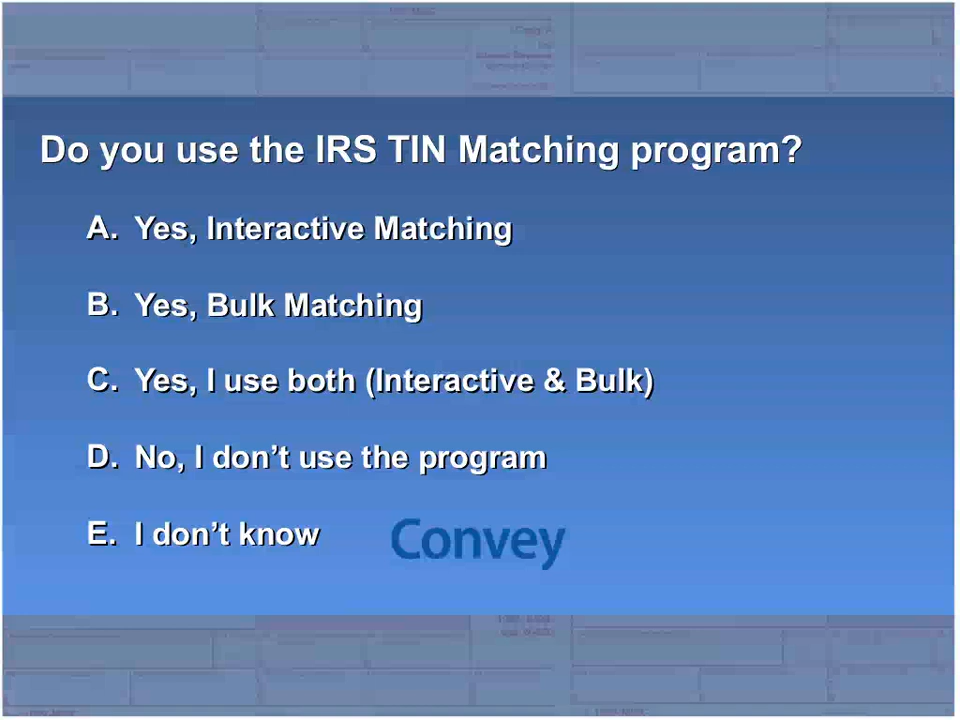 Do you use the IRS TIN Matching program?
A. Yes, Interactive Matching
B. Yes, Bulk Matching
C. Yes, I use both (Interactive & Bulk)
D. No, I don’t use the program
E. I don’t know
Convey